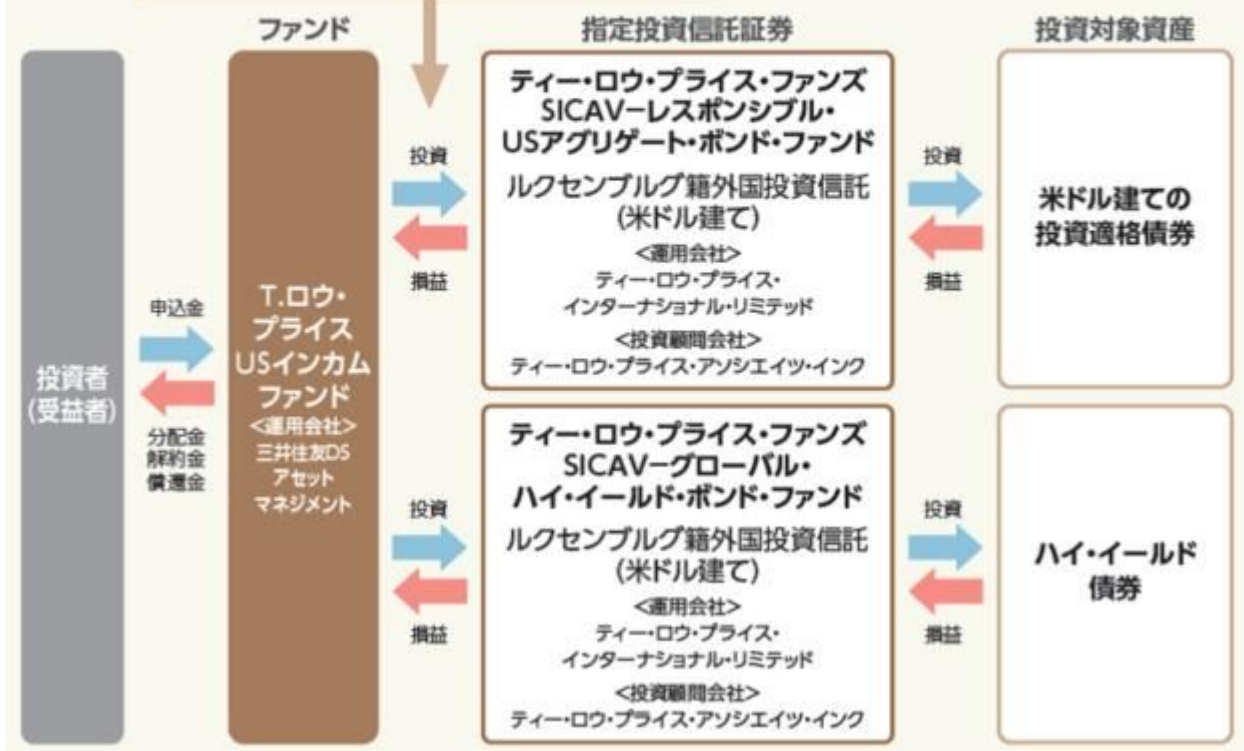 ファンド
指定投資信託証券
投資対象資産
投資者
(受益者)
申込金
分配金
解約金
償還金
T.ロウ・
プライス
USインカム
ファンド
<運用会社>
三井住友DS
アセット
マネジメント
投資
損益
ティー・ロウ・プライス・ファンズ
SICAVーレスポンシブル・
USアグリゲート・ボンド・ファンド
ルクセンブルグ籍外国投資信託
(米ドル建て)
<運用会社>
ティー・ロウ・プライス・
インターナショナル・リミテッド
<投資顧問会社>
ティー・ロウ・プライス・アソシエイツ・インク
投資
損益
米ドル建ての
投資適格債券
投資
損益
ティー・ロウ・プライス・ファンズ
SICAVーグローバル・
ハイ・イールド・ボンド・ファンド
ルクセンブルグ籍外国投資信託
(米ドル建て)
<運用会社>
ティー・ロウ・プライス・
インターナショナル・リミテッド
<投資顧問会社>
ティー・ロウ・プライス・アソシエイツ・インク
投資
損益
ハイ・イールド
債券